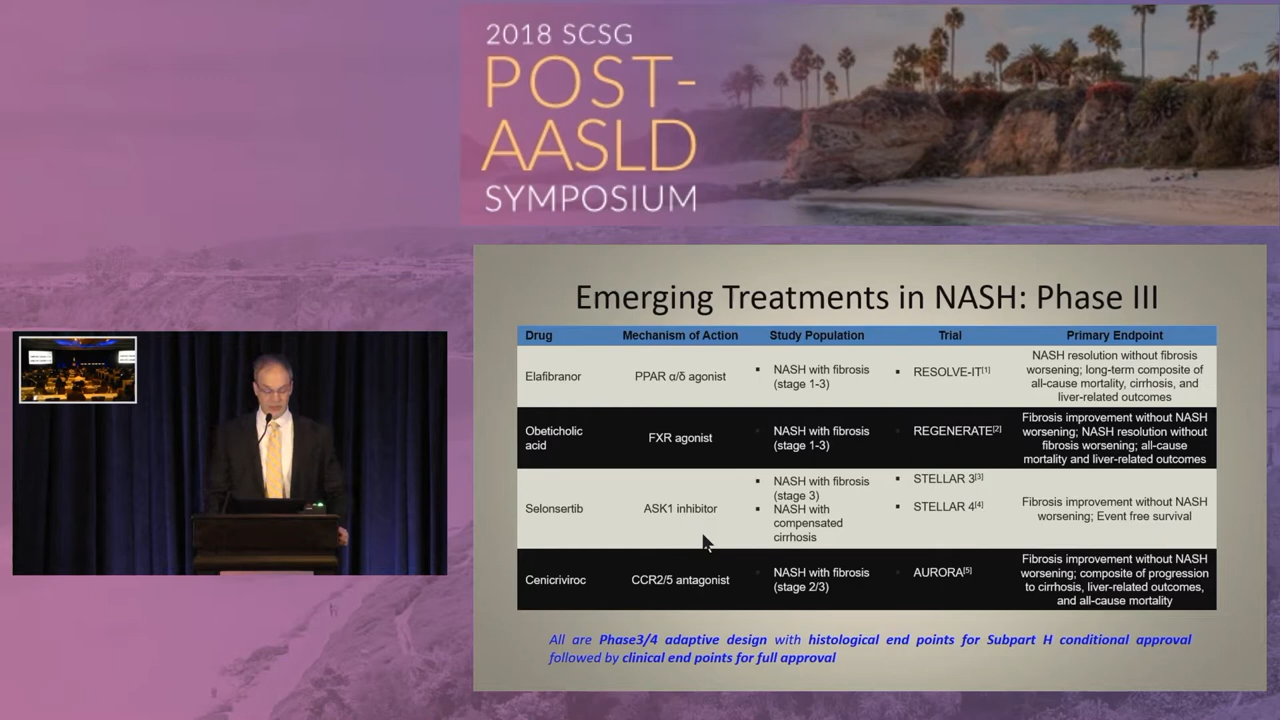 2018 SCSG
POST-
AASLD
SYMPOSIUM
Emerging Treatments in NASH: Phase III
Drug Mechanism of Action Study Population Trial Primary Endpoint
Elafibranor PPAR α/δ agonist ▪ NASH with fibrosis (stage 1-3) ▪ RESOLVE-IT[1] NASH resolution without fibrosis worsening; long-term composite of all-cause mortality, cirrhosis, and liver-related outcomes
Obeticholic acid FXR agonist ▪ NASH with fibrosis (stage 1-3) ▪ REGENERATE[2] Fibrosis improvement without NASH worsening; NASH resolution without fibrosis worsening; all-cause mortality and liver-related outcomes
Selonsertib ASK1 inhibitor ▪ NASH with fibrosis (stage 3) ▪ NASH with compensated cirrhosis ▪ STELLAR 3[3] ▪ STELLAR 4[4] Fibrosis improvement without NASH worsening; Event free survival
Cenicriviroc CCR2/5 antagonist ▪ NASH with fibrosis (stage 2/3) ▪ AURORA[5] Fibrosis improvement without NASH worsening; composite of progression to cirrhosis, liver-related outcomes, and all-cause mortality
All are Phase3/4 adaptive design with histological end points for Subpart H conditional approval
followed by clinical end points for full approval